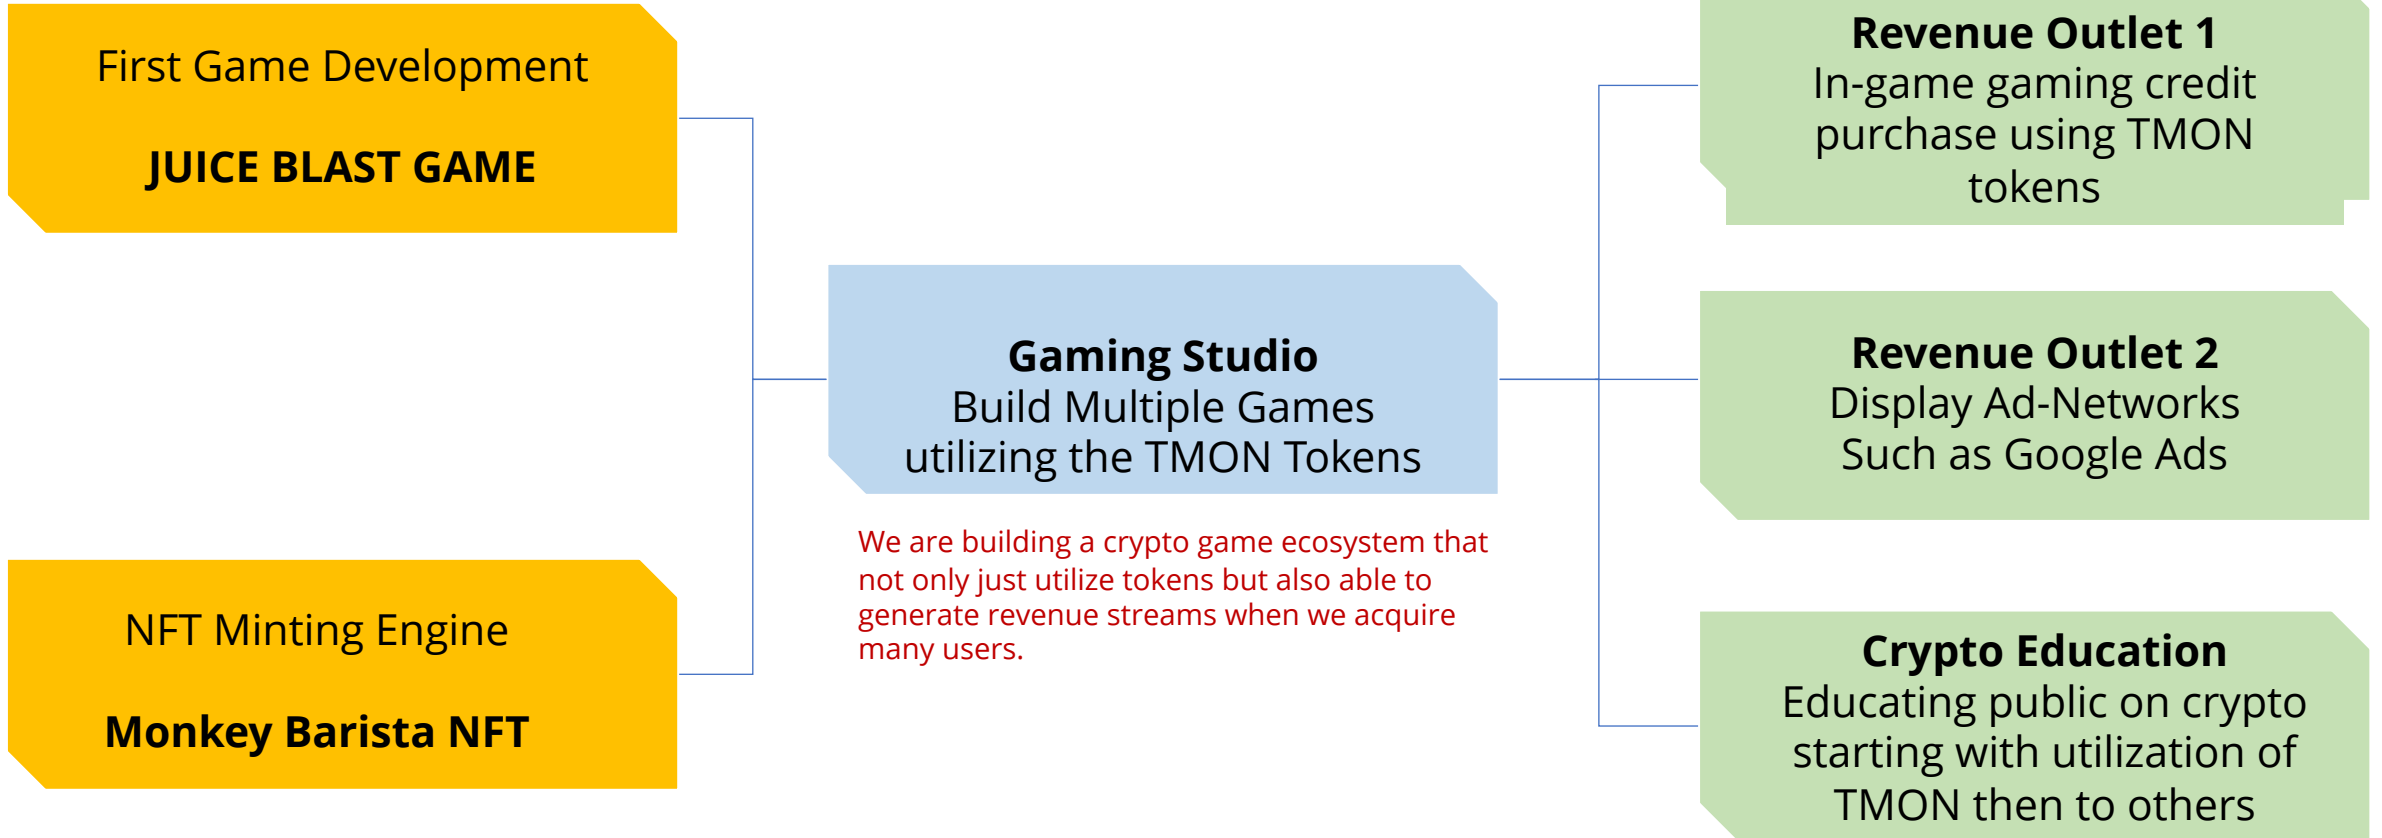 First Game Development
JUICE BLAST GAME
NFT Minting Engine
Monkey Barista NFT
Gaming Studio
Build Multiple Games
utilizing the TMON Tokens
We are building a crypto game ecosystem that
not only just utilize tokens but also able to
generate revenue streams when we acquire
many users.
Revenue Outlet 1
In-game gaming credit
purchase using TMON
tokens
Revenue Outlet 2
Display Ad-Networks
Such as Google Ads
Crypto Education
Educating public on crypto
starting with utilization of
TMON then to others